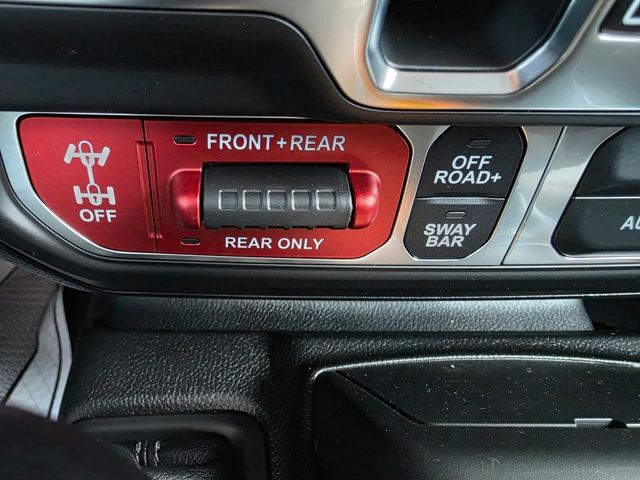 FRONT+REAR
OFF
REAR ONLY
OFF
ROAD+
SWAY
BAR